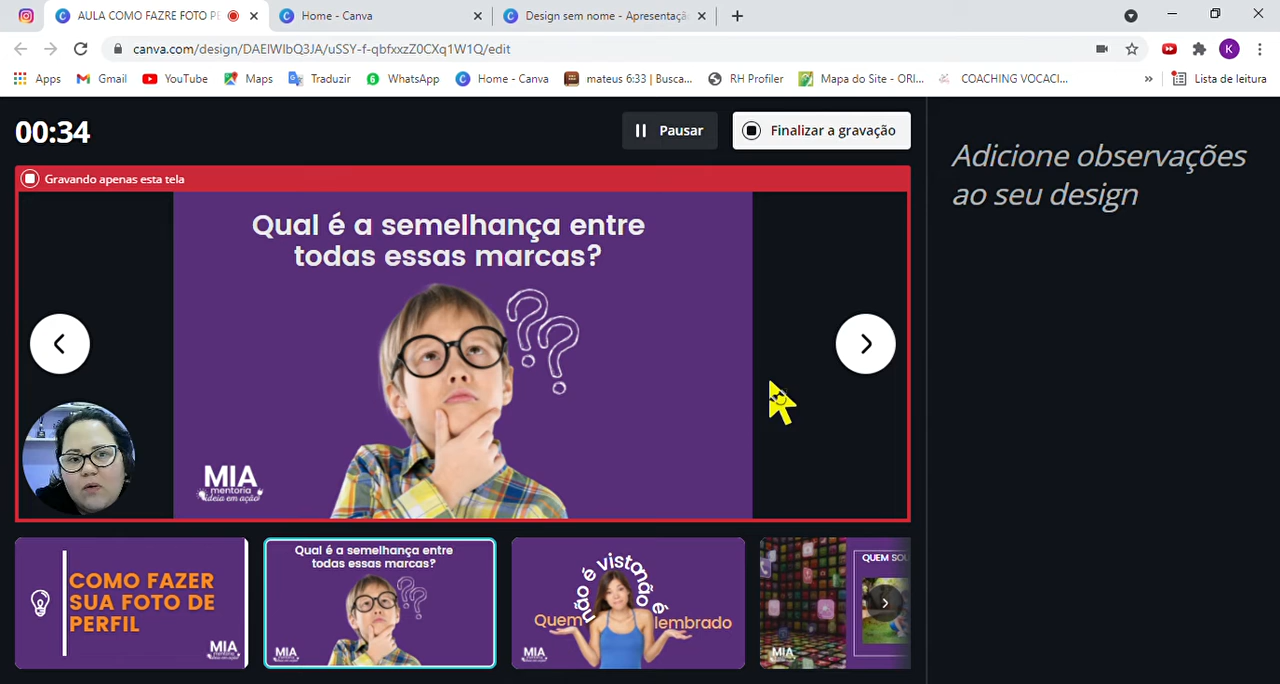 AULA COMO FAZRE FOTO PE
Home - Canva
Design sem nome - Apresentação
canva.com/design/DAEIWIbQ3JA/uSSY-f-qbfxxzZ0CXq1W1Q/edit
K
Apps
Gmail
YouTube
Maps
Traduzir
WhatsApp
Home - Canva
mateus 6:33 | Busca...
RH Profiler
Mapa do Site - ORI...
COACHING VOCACI...
»
Lista de leitura
00:34
Pausar
Finalizar a gravação
Adicione observações
ao seu design
Gravando apenas esta tela
Qual é a semelhança entre
todas essas marcas?
??
MIA
mentoria
ideia em ação
COMO FAZER
SUA FOTO DE
PERFIL
MIA
Qual é a semelhança entre
todas essas marcas?
MIA
Quem não é visto não é lembrado
MIA
QUEM SOU
MIA